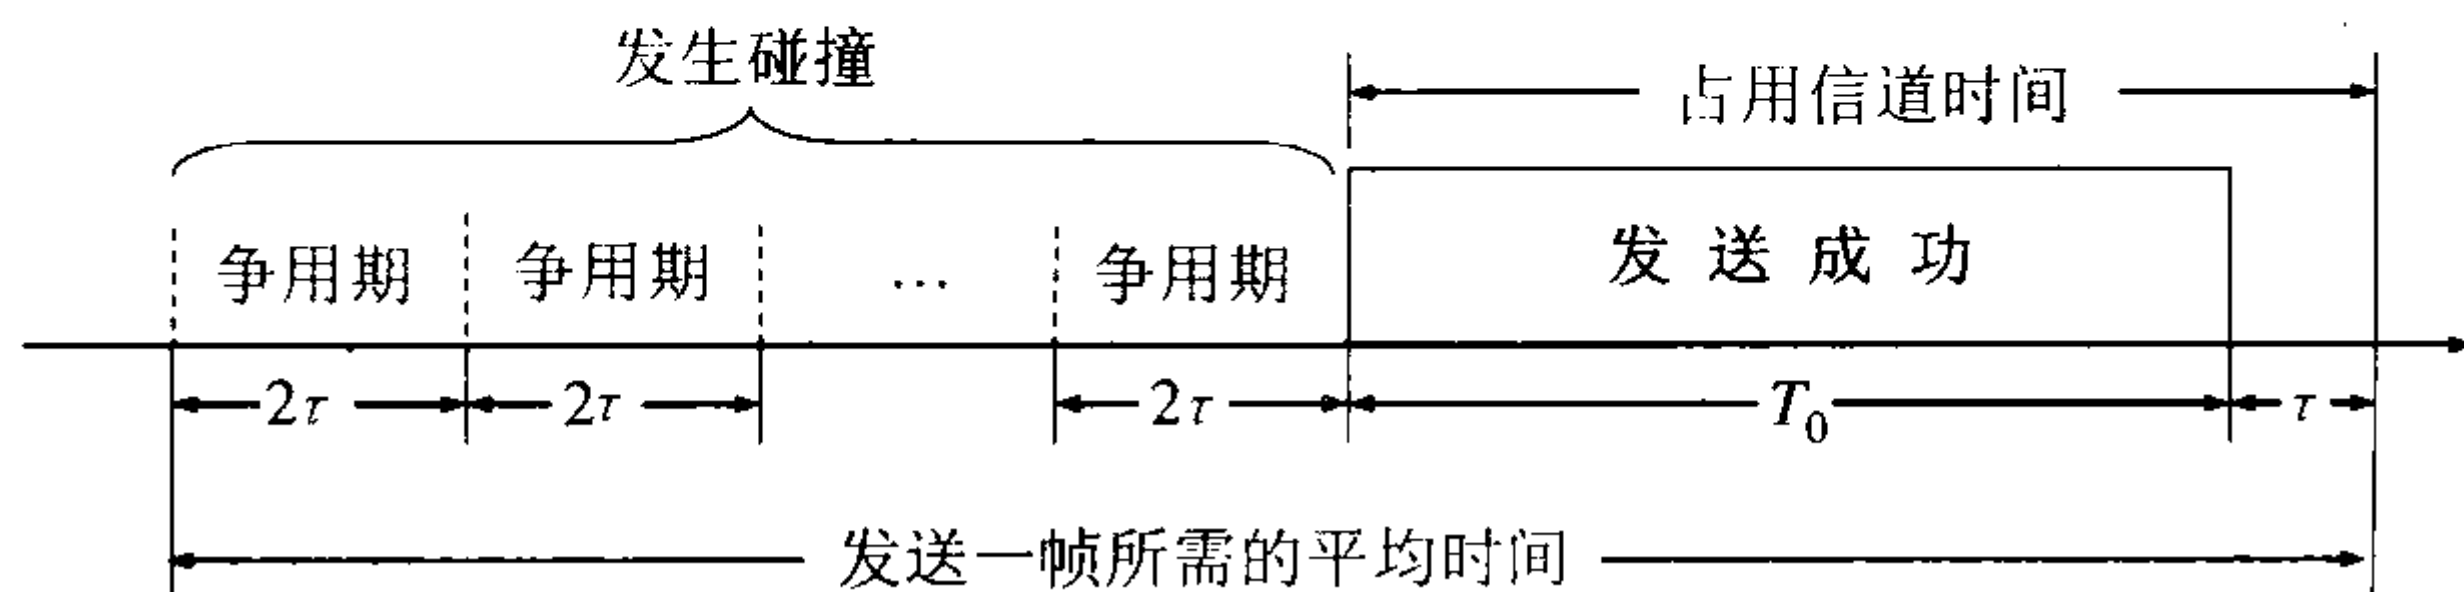 发生碰撞
占用信道时间
争用期 争用期 … 争用期 发送成功
2τ 2τ 2τ T₀ τ
发送一帧所需的平均时间